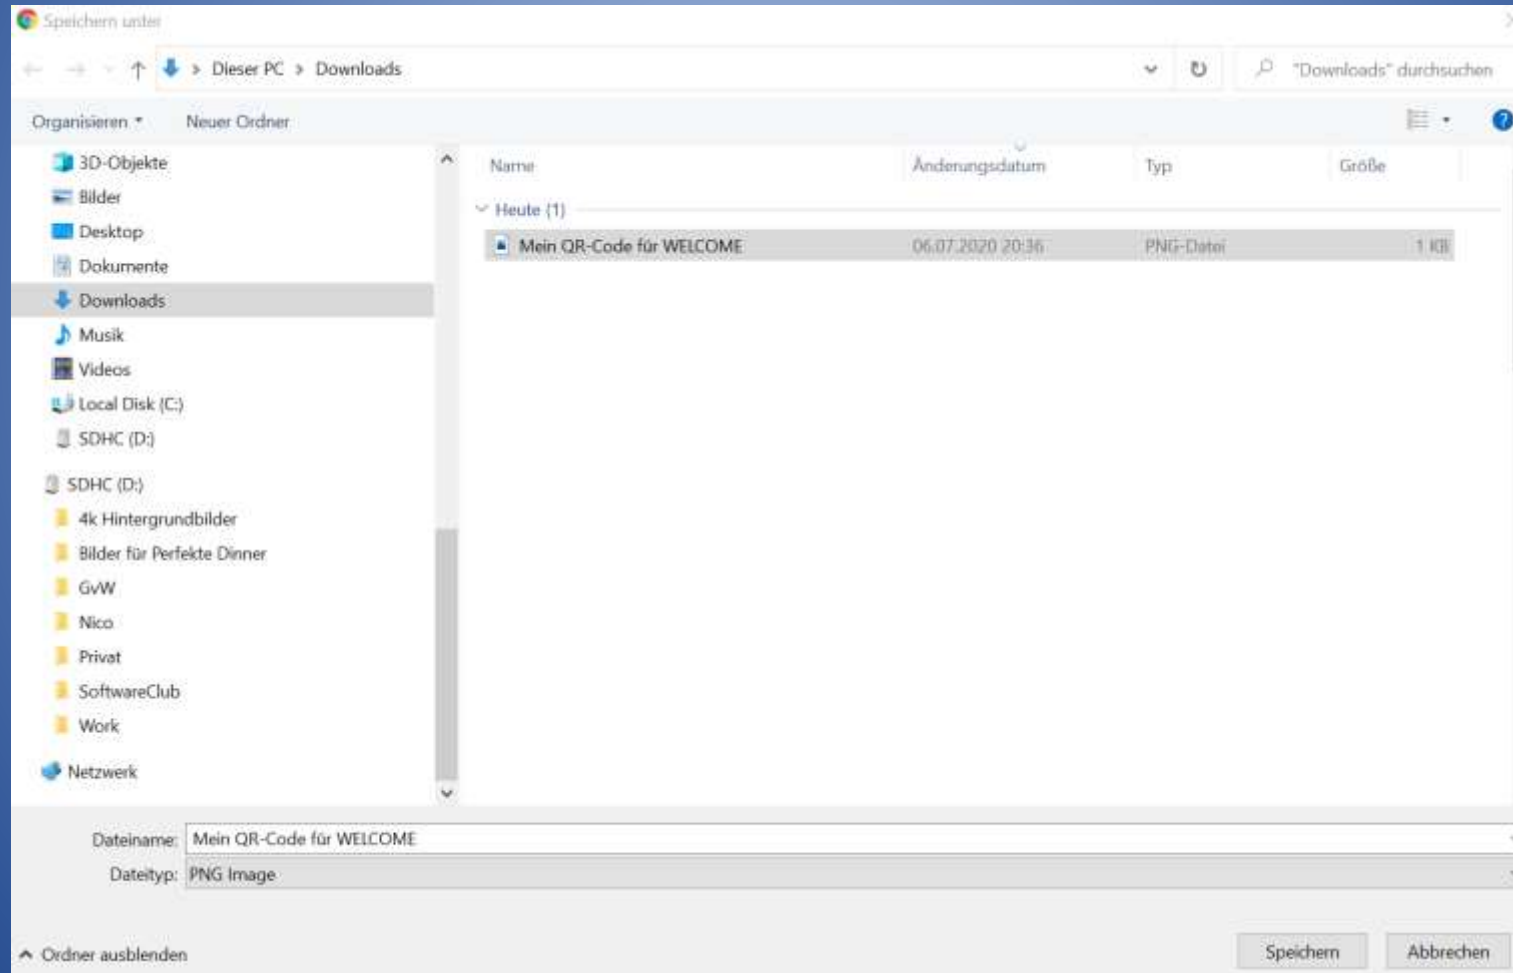 Speichern unter
Dieser PC > Downloads
"Downloads" durchsuchen
Organisieren
Neuer Ordner
3D-Objekte
Bilder
Desktop
Dokumente
Downloads
Musik
Videos
Local Disk (C:)
SDHC (D:)
SDHC (D:)
4k Hintergrundbilder
Bilder für Perfekte Dinner
GvW
Nico
Privat
SoftwareClub
Work
Netzwerk
Name Änderungsdatum Typ Größe
Heute (1)
Mein QR-Code für WELCOME 06.07.2020 20:36 PNG-Datei 1 KB
Dateiname: Mein QR-Code für WELCOME
Dateityp: PNG Image
Ordner ausblenden
Speichern
Abbrechen